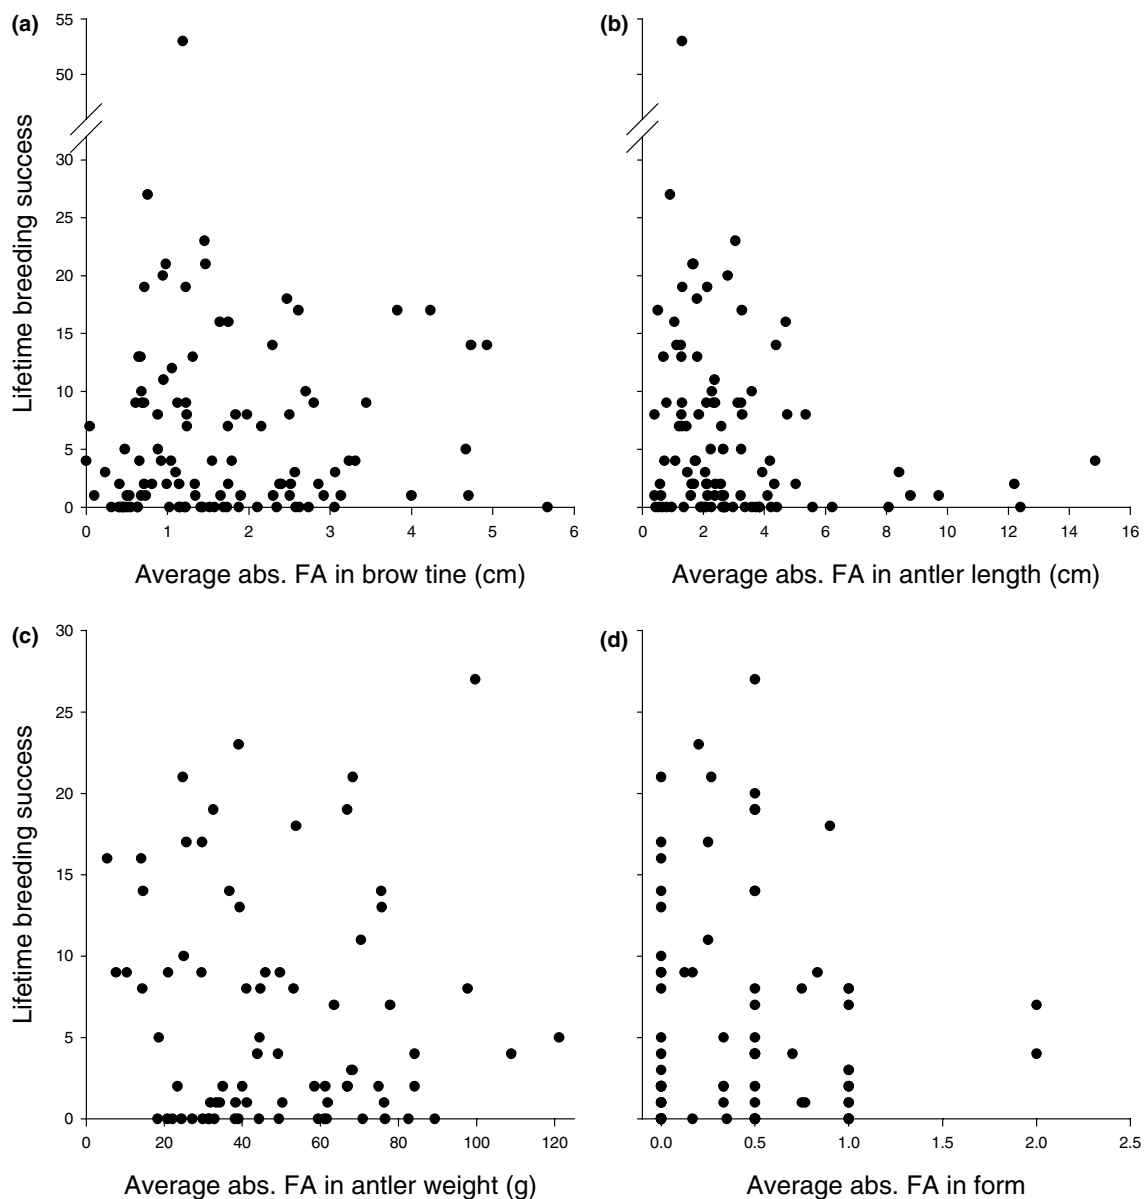 (a)
55
50
30
25
20
15
10
5
0
Lifetime breeding success
0 1 2 3 4 5 6
Average abs. FA in brow tine (cm)
(b)
0 2 4 6 8 10 12 14 16
Average abs. FA in antler length (cm)
(c)
30
25
20
15
10
5
0
Lifetime breeding success
0 20 40 60 80 100 120
Average abs. FA in antler weight (g)
(d)
0.0 0.5 1.0 1.5 2.0 2.5
Average abs. FA in form